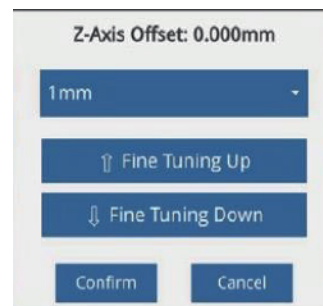 Z-Axis Offset: 0.000mm
1mm
⇧ Fine Tuning Up
⇩ Fine Tuning Down
Confirm Cancel